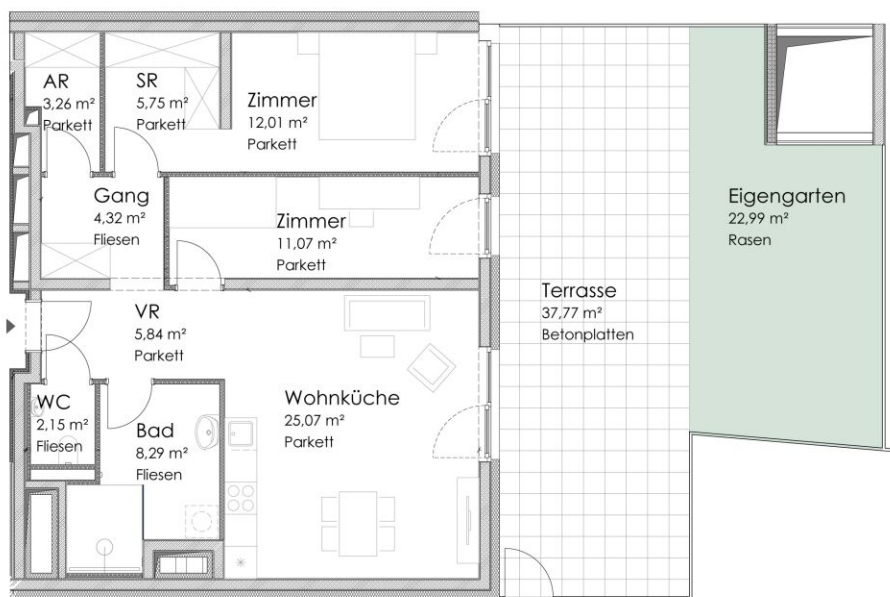 AR
3,26 m²
Parkett
SR
5,75 m²
Parkett
Zimmer
12,01 m²
Parkett
Gang
4,32 m²
Fliesen
Zimmer
11,07 m²
Parkett
Eigengarten
22,99 m²
Rasen
Terrasse
37,77 m²
Betonplatten
VR
5,84 m²
Parkett
WC
2,15 m²
Fliesen
Bad
8,29 m²
Fliesen
Wohnküche
25,07 m²
Parkett